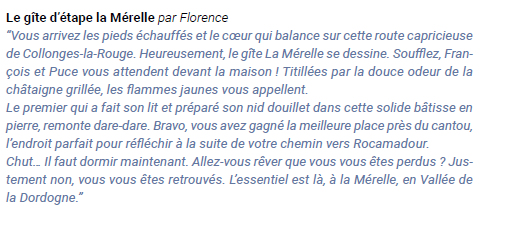 Le gîte d’étape la Mérelle par Florence
“Vous arrivez les pieds échauffés et le cœur qui balance sur cette route capricieuse
de Collonges-la-Rouge. Heureusement, le gîte La Mérelle se dessine. Soufflez, Fran-
çois et Puce vous attendent devant la maison ! Titillées par la douce odeur de la
châtaigne grillée, les flammes jaunes vous appellent.
Le premier qui a fait son lit et préparé son nid douillet dans cette solide bâtisse en
pierre, remonte dare-dare. Bravo, vous avez gagné la meilleure place près du cantou,
l’endroit parfait pour réfléchir à la suite de votre chemin vers Rocamadour.
Chut... Il faut dormir maintenant. Allez-vous rêver que vous vous êtes perdus ? Jus-
tement non, vous vous êtes retrouvés. L’essentiel est là, à la Mérelle, en Vallée de
la Dordogne.”